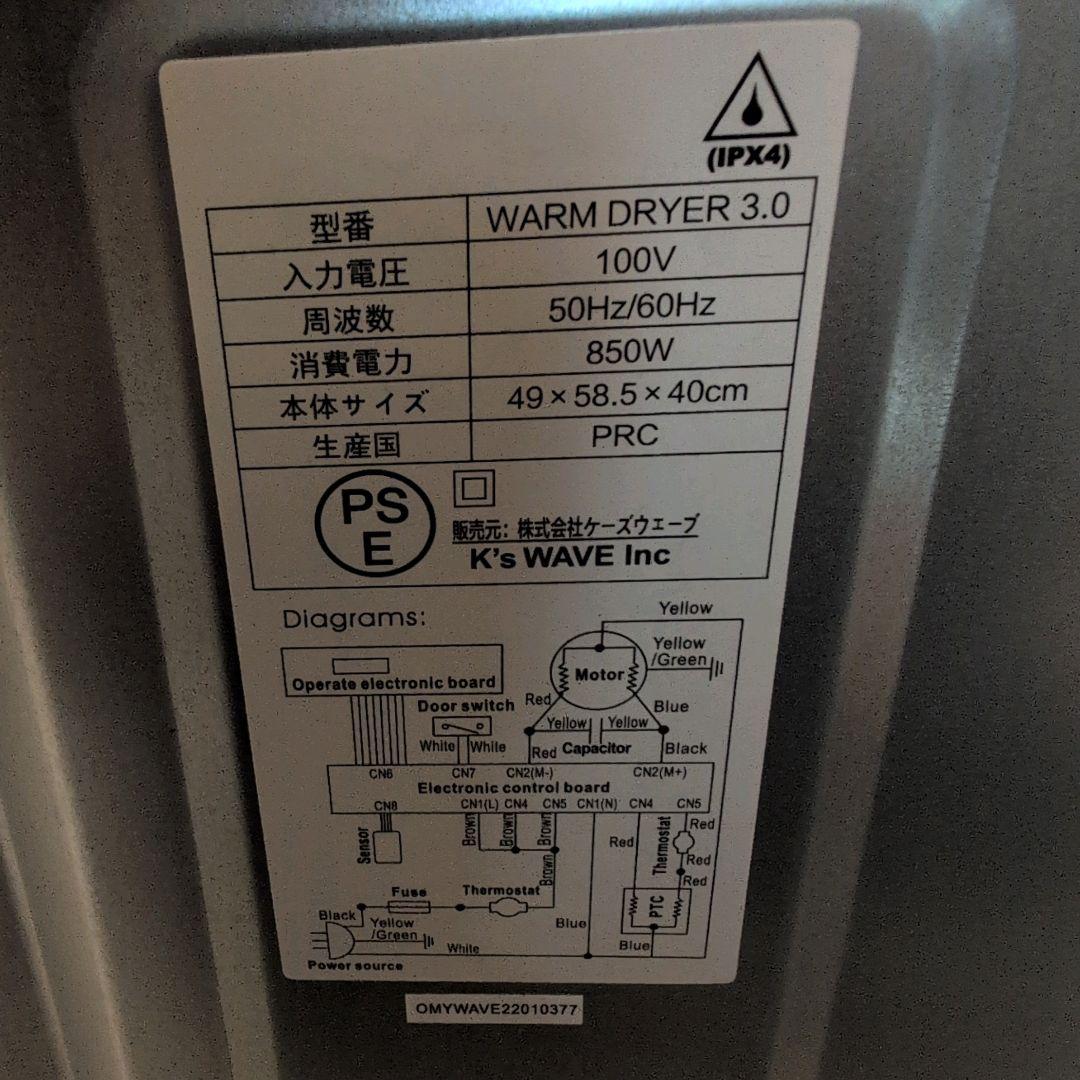 (IPX4)
型番 WARM DRYER 3.0
入力電圧 100V
周波数 50Hz/60Hz
消費電力 850W
本体サイズ 49×58.5×40cm
生産国 PRC
PS
E
販売元: 株式会社ケーズウエーブ
K's WAVE Inc
Diagrams:
Yellow
Yellow
/Green
Motor
Operate electronic board
Door switch
Red
Blue
Yellow Yellow
White White
Red Capacitor Black
CN6 CN7 CN2(M-) CN2(M+)
Electronic control board
CN8 CN1(L) CN4 CN5 CN1(N) CN4 CN5
Sensor
Brown Brown Brown
Red
Thermostat
Red
Red
Red
Brown
Fuse Thermostat
PTC
Black
Yellow
/Green
Blue
Blue
White
Power source
OMYWAVE22010377